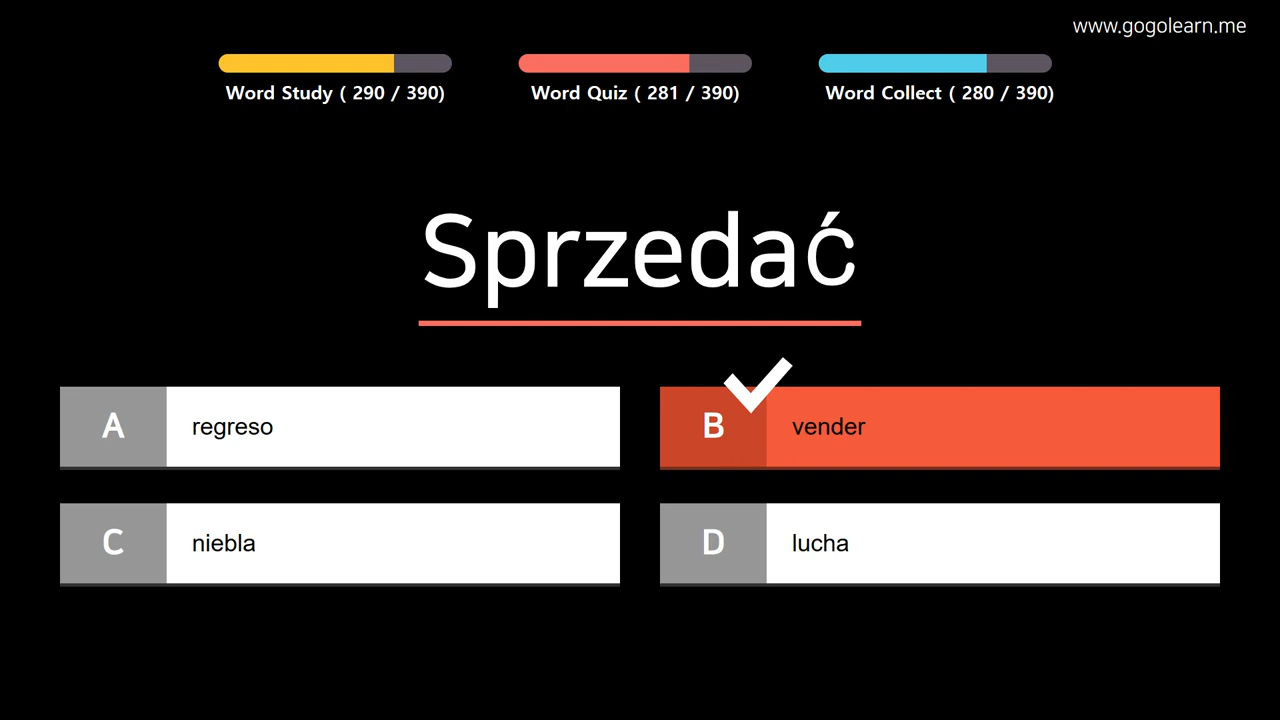 www.gogolearn.me
Word Study ( 290 / 390)
Word Quiz ( 281 / 390)
Word Collect ( 280 / 390)
Sprzedać
A regreso
B vender
C niebla
D lucha